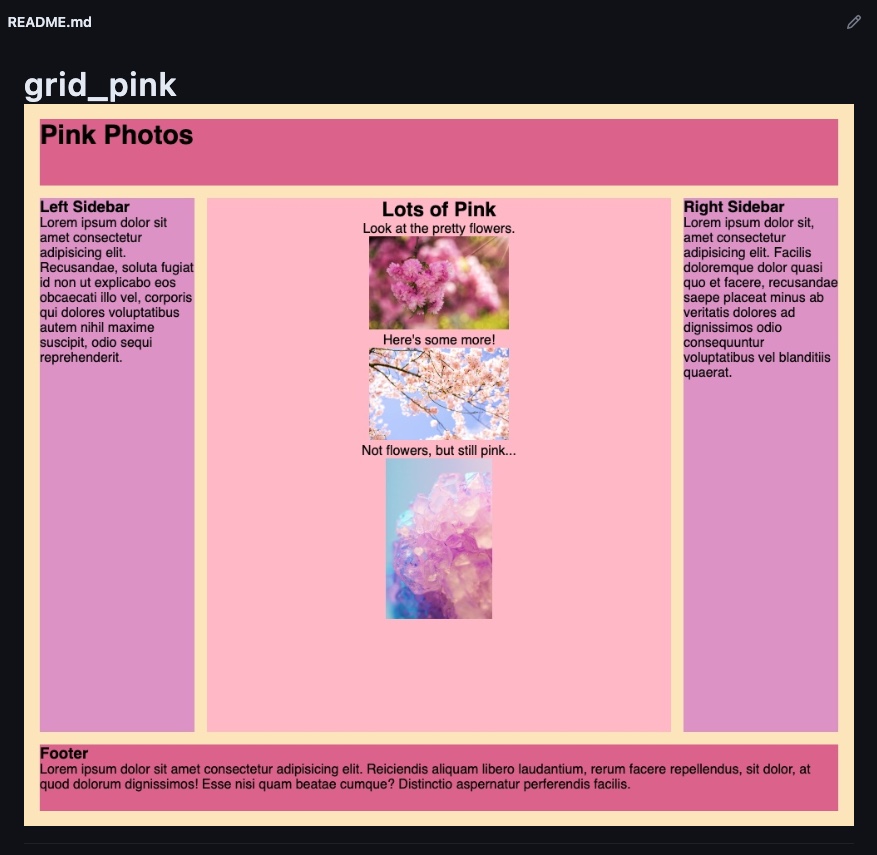 README.md
grid_pink
Pink Photos
Left Sidebar
Lorem ipsum dolor sit
amet consectetur
adipisicing elit.
Recusandae, soluta fugiat
id non ut explicabo eos
obcaecati illo vel, corporis
qui dolores voluptatibus
autem nihil maxime
suscipit, odio sequi
reprehenderit.
Lots of Pink
Look at the pretty flowers.
Here's some more!
Not flowers, but still pink...
Right Sidebar
Lorem ipsum dolor sit,
amet consectetur
adipisicing elit. Facilis
doloremque dolor quasi
quo et facere, recusandae
saepe placeat minus ab
veritatis dolores ad
dignissimos odio
consequuntur
voluptatibus vel blanditiis
quaerat.
Footer
Lorem ipsum dolor sit amet consectetur adipisicing elit. Reiciendis aliquam libero laudantium, rerum facere repellendus, sit dolor, at
quod dolorum dignissimos! Esse nisi quam beatae cumque? Distinctio aspernatur perferendis facilis.